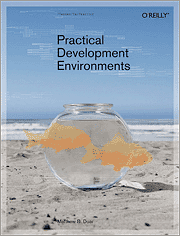 O'REILLY®
Practical
Development
Environments
Matthew B. Doar